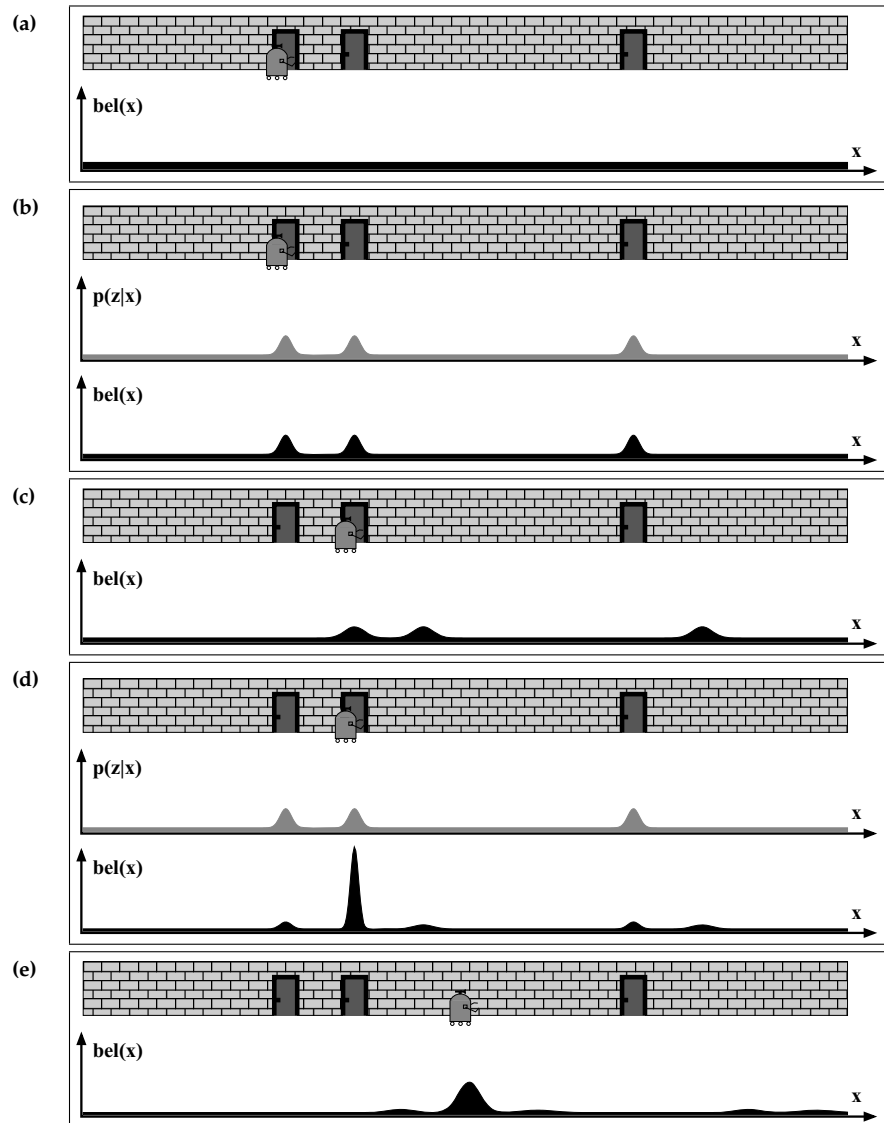 (a)
bel(x)
x
(b)
p(z|x)
x
bel(x)
x
(c)
bel(x)
x
(d)
p(z|x)
x
bel(x)
x
(e)
bel(x)
x